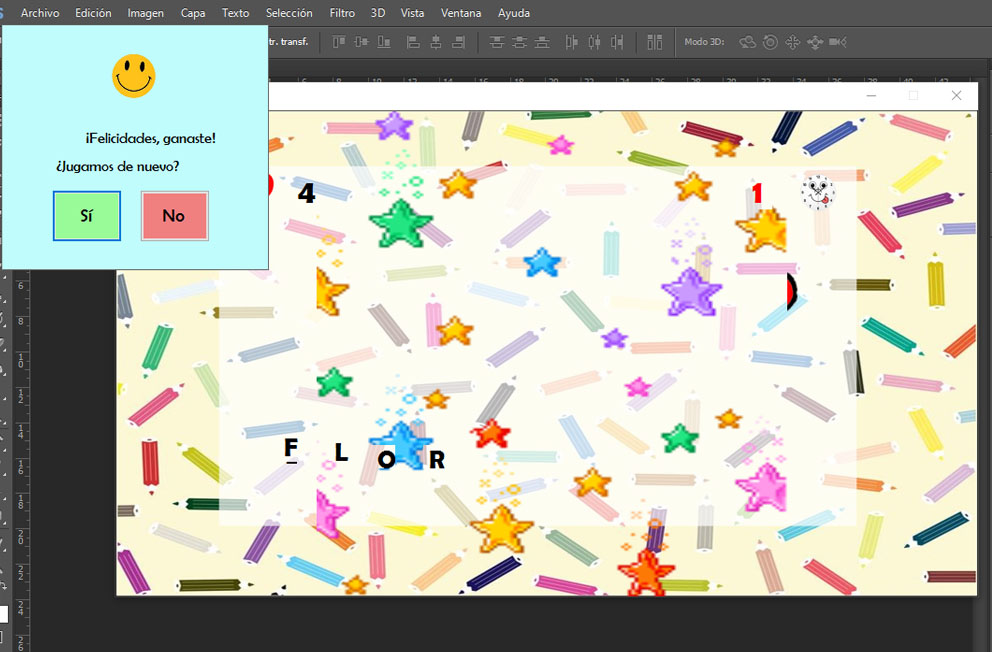 Archivo Edición Imagen Capa Texto Selección Filtro 3D Vista Ventana Ayuda
tr. transf.
Modo 3D:
¡Felicidades, ganaste!
¿Jugamos de nuevo?
Sí No
4 1
F L O R